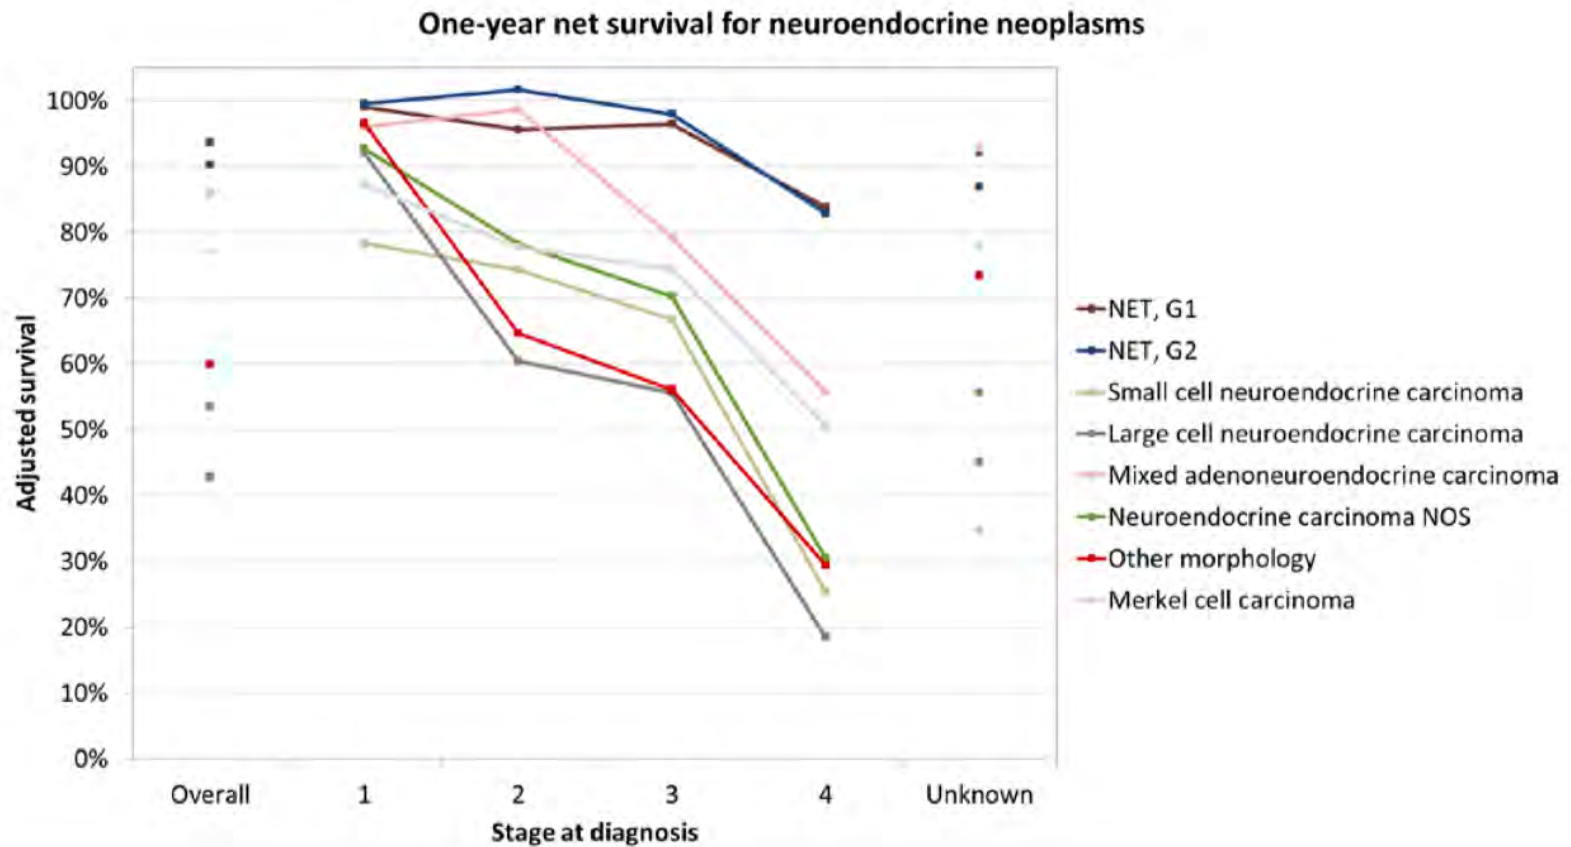 One-year net survival for neuroendocrine neoplasms
100%
90%
80%
70%
60%
50%
40%
30%
20%
10%
0%
Adjusted survival
Overall 1 2 3 4 Unknown
Stage at diagnosis
NET, G1
NET, G2
Small cell neuroendocrine carcinoma
Large cell neuroendocrine carcinoma
Mixed adenoneuroendocrine carcinoma
Neuroendocrine carcinoma NOS
Other morphology
Merkel cell carcinoma